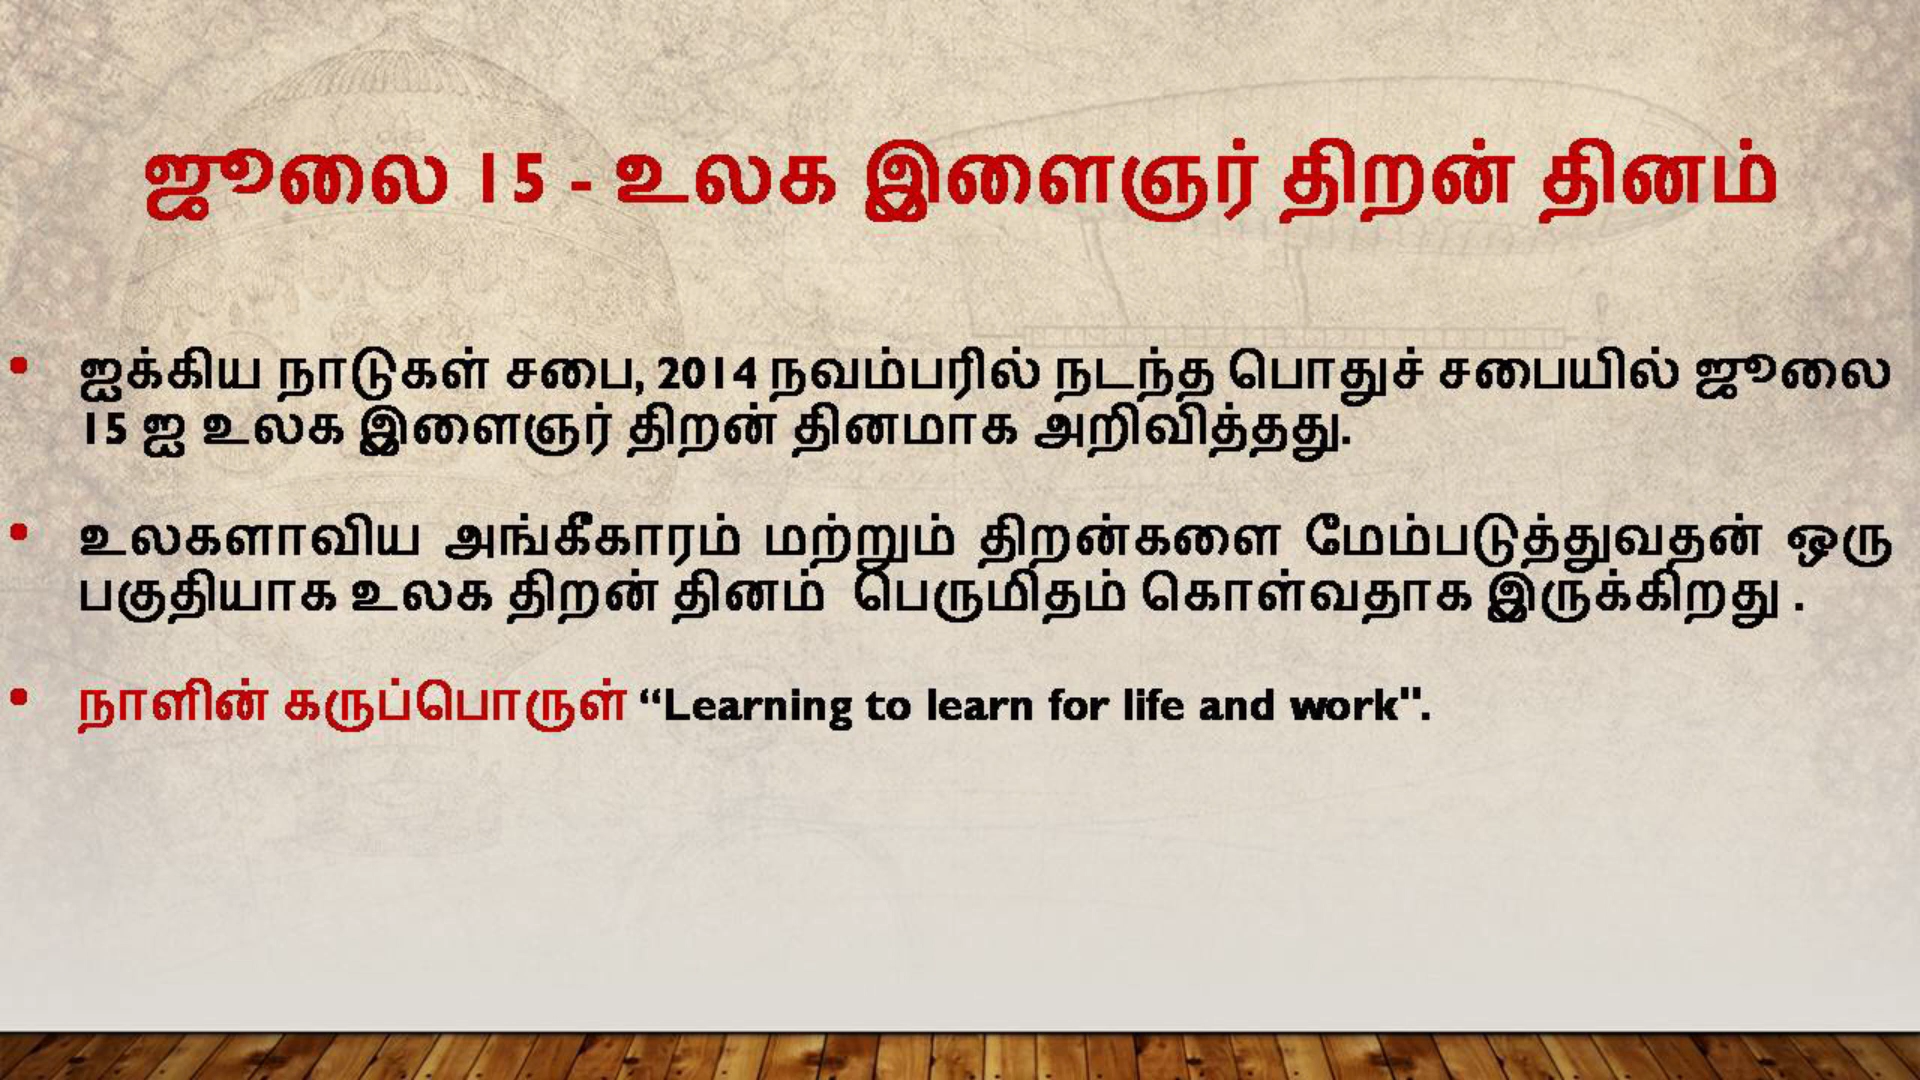 ஜூலை 15 - உலக இளைஞர் திறன் தினம்
• ஐக்கிய நாடுகள் சபை, 2014 நவம்பரில் நடந்த பொதுச் சபையில் ஜூலை
15 ஐ உலக இளைஞர் திறன் தினமாக அறிவித்தது.
• உலகளாவிய அங்கீகாரம் மற்றும் திறன்களை மேம்படுத்துவதன் ஒரு
பகுதியாக உலக திறன் தினம் பெருமிதம் கொள்வதாக இருக்கிறது .
• நாளின் கருப்பொருள் “Learning to learn for life and work".